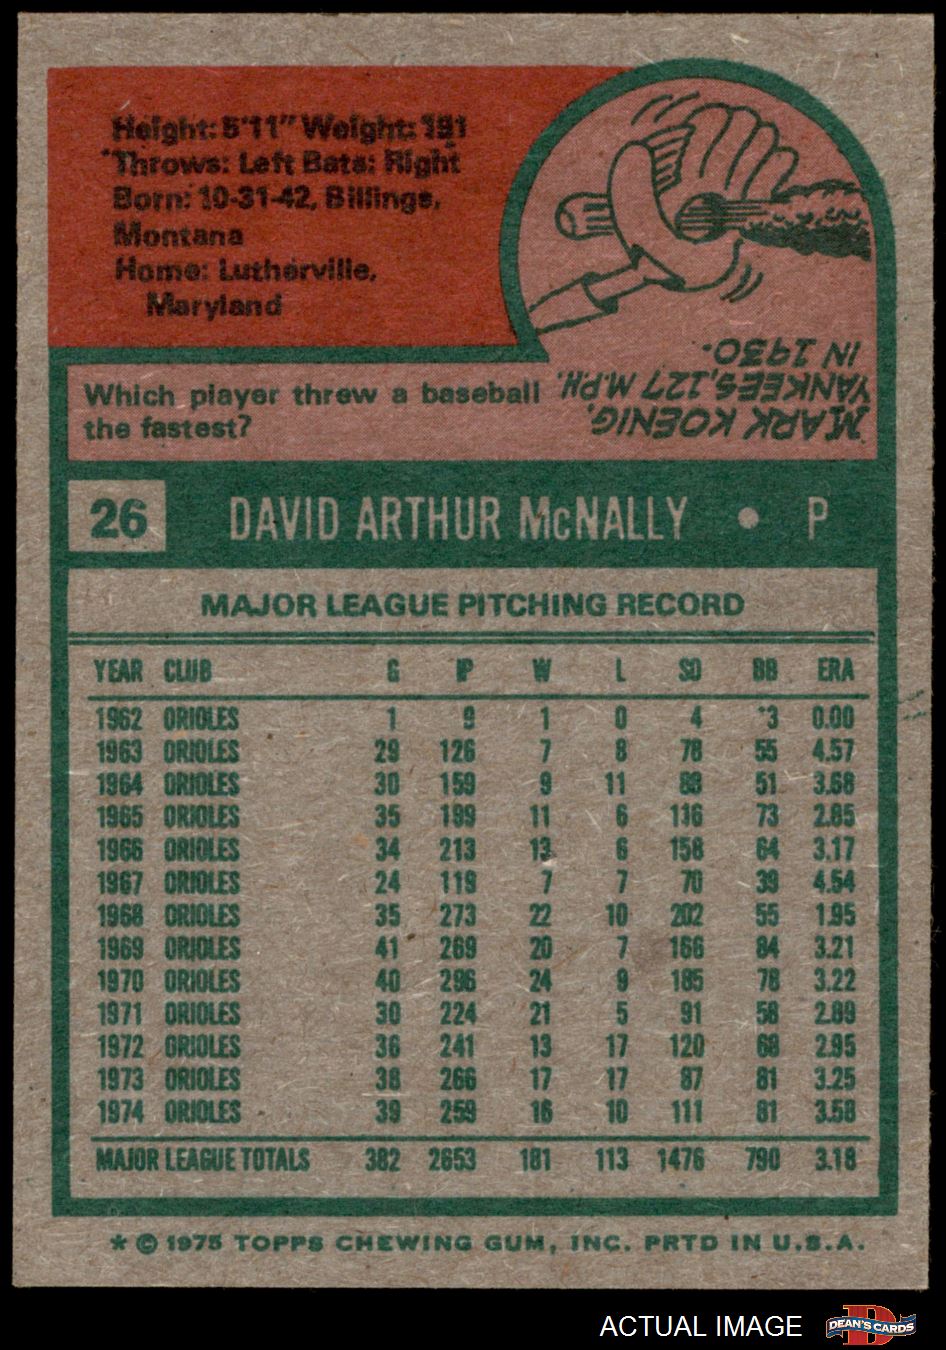 Height: 5'11" Weight: 191
Throws: Left Bats: Right
Born: 10-31-42, Billings,
Montana
Home: Lutherville,
Maryland
Which player threw a baseball
the fastest?
MARK KOENIG,
YANKEES, 127 M.P.H.
IN 1930.
26 DAVID ARTHUR McNALLY • P
MAJOR LEAGUE PITCHING RECORD
YEAR CLUB G IP W L SO BB ERA
1962 ORIOLES 1 9 1 0 4 3 0.00
1963 ORIOLES 29 126 7 8 78 55 4.57
1964 ORIOLES 30 159 9 11 88 51 3.68
1965 ORIOLES 35 199 11 6 116 73 2.85
1966 ORIOLES 34 213 13 6 158 64 3.17
1967 ORIOLES 24 119 7 7 70 39 4.54
1968 ORIOLES 35 273 22 10 202 55 1.95
1969 ORIOLES 41 269 20 7 166 84 3.21
1970 ORIOLES 40 296 24 9 185 78 3.22
1971 ORIOLES 30 224 21 5 91 58 2.89
1972 ORIOLES 36 241 13 17 120 68 2.95
1973 ORIOLES 38 266 17 17 87 81 3.25
1974 ORIOLES 39 259 16 10 111 81 3.58
MAJOR LEAGUE TOTALS 382 2653 181 113 1476 790 3.18
* © 1975 TOPPS CHEWING GUM, INC. PRTD IN U.S.A.
ACTUAL IMAGE DEAN'S CARDS